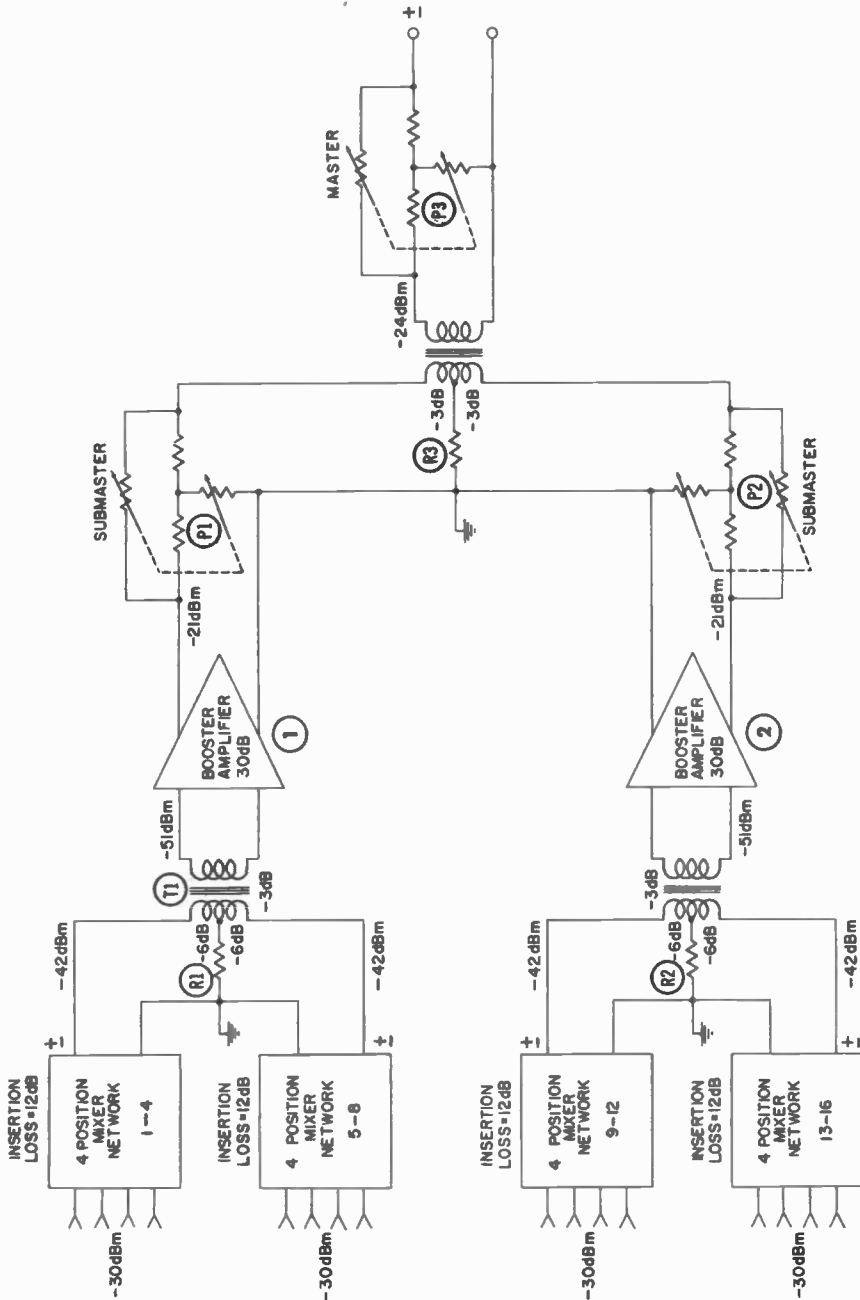 ±
MASTER
P3
-24dBm
-3dB
-3dB
R3
SUBMASTER
P1
-21dBm
P2
SUBMASTER
-21dBm
BOOSTER
AMPLIFIER
30dB
1
BOOSTER
AMPLIFIER
30dB
2
-51dBm
T1
-3dB
-6dB
-6dB
R1
-42dBm
-42dBm
-51dBm
-3dB
-6dB
-6dB
R2
-42dBm
-42dBm
±
±
±
±
INSERTION
LOSS=12dB
4 POSITION
MIXER
NETWORK
1-4
-30dBm
INSERTION
LOSS=12dB
4 POSITION
MIXER
NETWORK
5-8
-30dBm
INSERTION
LOSS=12dB
4 POSITION
MIXER
NETWORK
9-12
-30dBm
INSERTION
LOSS=12dB
4 POSITION
MIXER
NETWORK
13-16
-30dBm